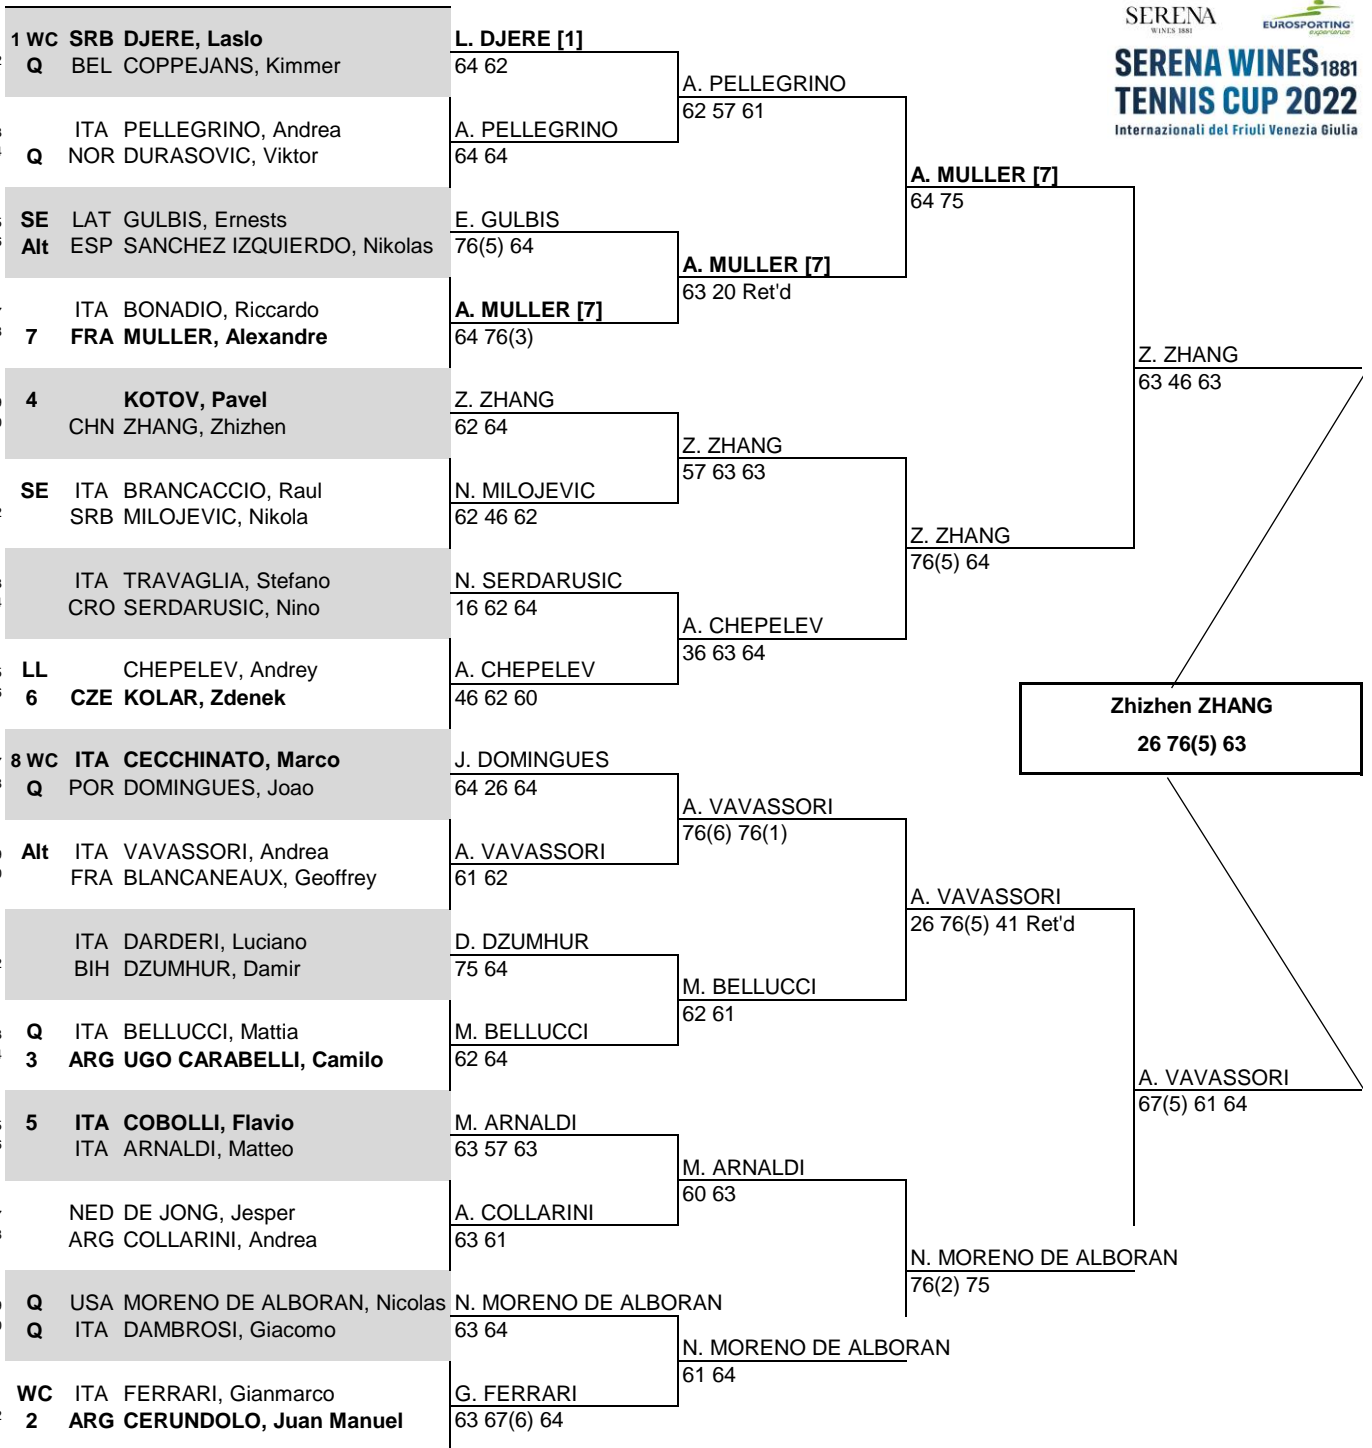 SERENA
WINES 1881
EUROSPORTING
experience
SERENA WINES 1881
TENNIS CUP 2022
Internazionali del Friuli Venezia Giulia
1 WC SRB DJERE, Laslo
Q BEL COPPEJANS, Kimmer
ITA PELLEGRINO, Andrea
Q NOR DURASOVIC, Viktor
SE LAT GULBIS, Ernests
Alt ESP SANCHEZ IZQUIERDO, Nikolas
ITA BONADIO, Riccardo
7 FRA MULLER, Alexandre
4 KOTOV, Pavel
CHN ZHANG, Zhizhen
SE ITA BRANCACCIO, Raul
SRB MILOJEVIC, Nikola
ITA TRAVAGLIA, Stefano
CRO SERDARUSIC, Nino
LL CHEPELEV, Andrey
6 CZE KOLAR, Zdenek
8 WC ITA CECCHINATO, Marco
Q POR DOMINGUES, Joao
Alt ITA VAVASSORI, Andrea
FRA BLANCANEAUX, Geoffrey
ITA DARDERI, Luciano
BIH DZUMHUR, Damir
Q ITA BELLUCCI, Mattia
3 ARG UGO CARABELLI, Camilo
5 ITA COBOLLI, Flavio
ITA ARNALDI, Matteo
NED DE JONG, Jesper
ARG COLLARINI, Andrea
Q USA MORENO DE ALBORAN, Nicolas
Q ITA DAMBROSI, Giacomo
WC ITA FERRARI, Gianmarco
2 ARG CERUNDOLO, Juan Manuel
L. DJERE [1]
64 62
A. PELLEGRINO
64 64
E. GULBIS
76(5) 64
A. MULLER [7]
64 76(3)
Z. ZHANG
62 64
N. MILOJEVIC
62 46 62
N. SERDARUSIC
16 62 64
A. CHEPELEV
46 62 60
J. DOMINGUES
64 26 64
A. VAVASSORI
61 62
D. DZUMHUR
75 64
M. BELLUCCI
62 64
M. ARNALDI
63 57 63
A. COLLARINI
63 61
N. MORENO DE ALBORAN
63 64
G. FERRARI
63 67(6) 64
A. PELLEGRINO
62 57 61
A. MULLER [7]
63 20 Ret'd
Z. ZHANG
57 63 63
A. CHEPELEV
36 63 64
A. VAVASSORI
76(6) 76(1)
M. BELLUCCI
62 61
M. ARNALDI
60 63
N. MORENO DE ALBORAN
61 64
A. MULLER [7]
64 75
Z. ZHANG
76(5) 64
A. VAVASSORI
26 76(5) 41 Ret'd
N. MORENO DE ALBORAN
76(2) 75
Z. ZHANG
63 46 63
A. VAVASSORI
67(5) 61 64
Zhizhen ZHANG
26 76(5) 63